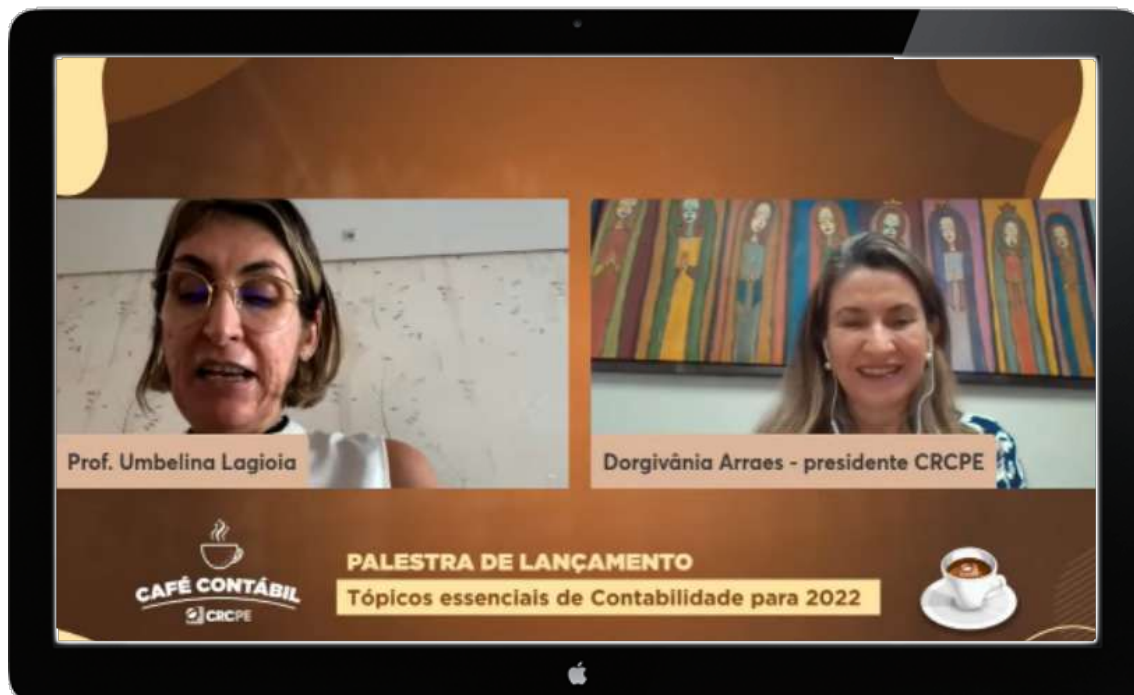 Prof. Umbelina Lagioia
Dorgivânia Arraes - presidente CRCPE
CAFÉ CONTÁBIL
CRCPE
PALESTRA DE LANÇAMENTO
Tópicos essenciais de Contabilidade para 2022